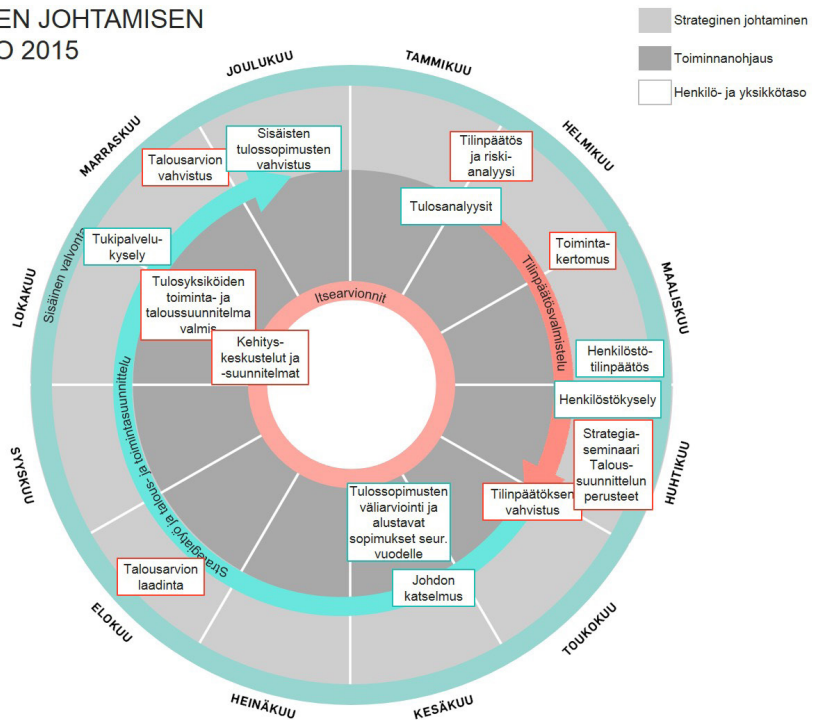 EN JOHTAMISEN
O 2015
Strateginen johtaminen
Toiminnanohjaus
Henkilö- ja yksikkötaso
TAMMIKUU
HELMIKUU
MAALISKUU
HUHTIKUU
TOUKOKUU
KESÄKUU
HEINÄKUU
ELOKUU
SYYSKUU
LOKAKUU
MARRASKUU
JOULUKUU
Sisäisten
tulossopimusten
vahvistus
Talousarvion
vahvistus
Tilinpäätös
ja riski-
analyysi
Tulosanalyysit
Toiminta-
kertomus
Tukipalvelu-
kysely
Sisäinen valvonta
Tulosyksiköiden
toiminta- ja
taloussuunnitelma
valmis
Itsearvionnit
Tilinpäätösvalmistelu
Kehitys-
keskustelut ja
-suunnitelmat
Henkilöstö-
tilinpäätös
Henkilöstökysely
Strategia-
seminaari
Talous-
suunnittelun
perusteet
Tilinpäätöksen
vahvistus
Tulossopimusten
väliarviointi ja
alustavat
sopimukset seur.
vuodelle
Strategiatyö ja talous- ja toimintasuunnittelu
Talousarvion
laadinta
Johdon
katselmus